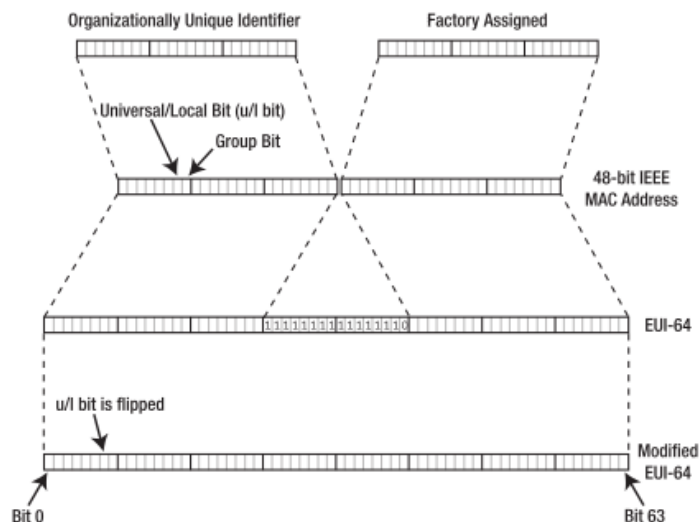 Organizationally Unique Identifier
Factory Assigned
Universal/Local Bit (u/l bit)
Group Bit
48-bit IEEE
MAC Address
1111111111111110
EUI-64
u/l bit is flipped
Modified
EUI-64
Bit 0
Bit 63